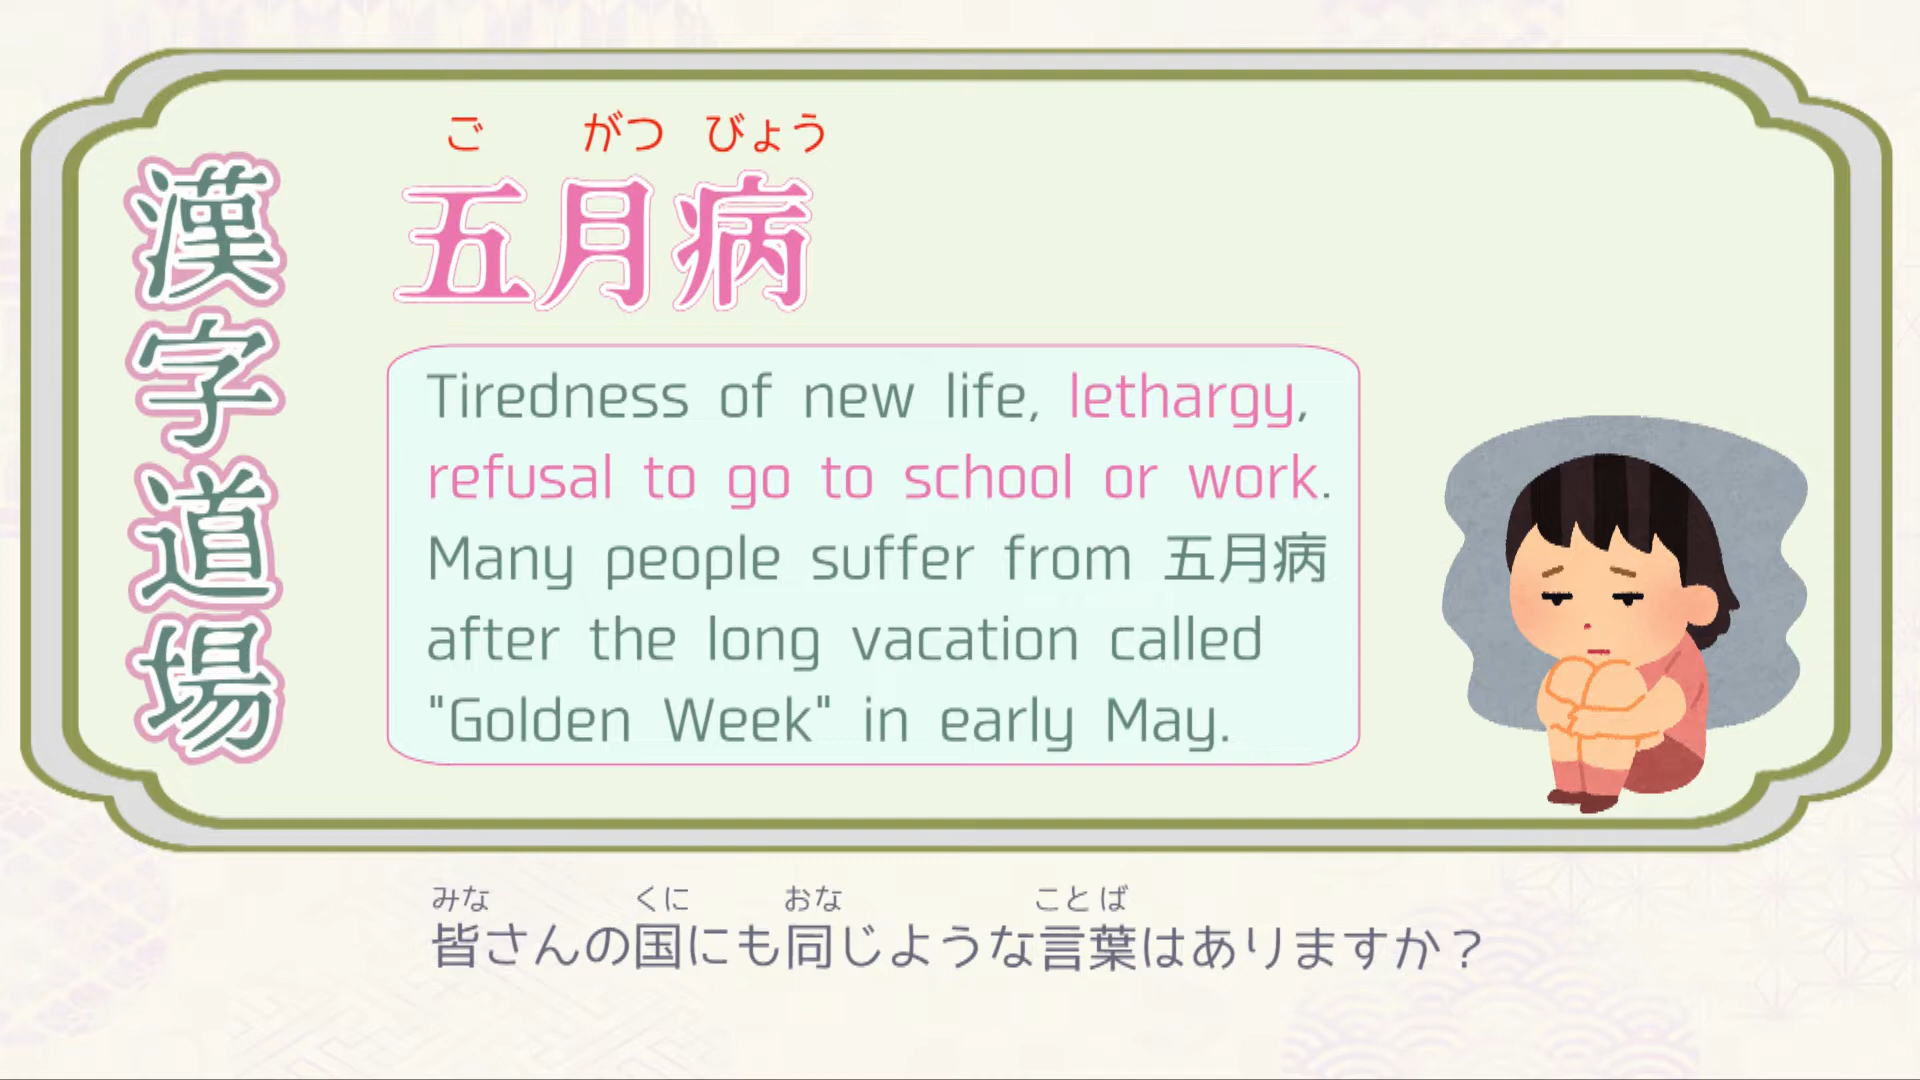 漢字道場
ご がつ びょう
五月病
Tiredness of new life, lethargy,
refusal to go to school or work.
Many people suffer from 五月病
after the long vacation called
"Golden Week" in early May.
みな くに おな ことば
皆さんの国にも同じような言葉はありますか？